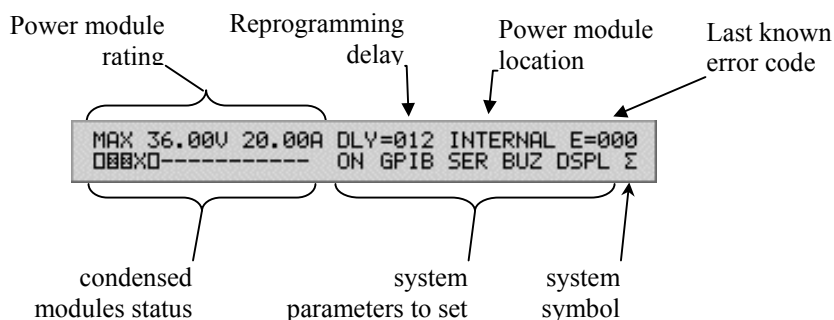 Power module rating
Reprogramming delay
Power module location
Last known error code
MAX 36.00V 20.00A DLY=012 INTERNAL E=000
▯00X▯----------- ON GPIB SER BUZ DSPL Σ
condensed modules status
system parameters to set
system symbol